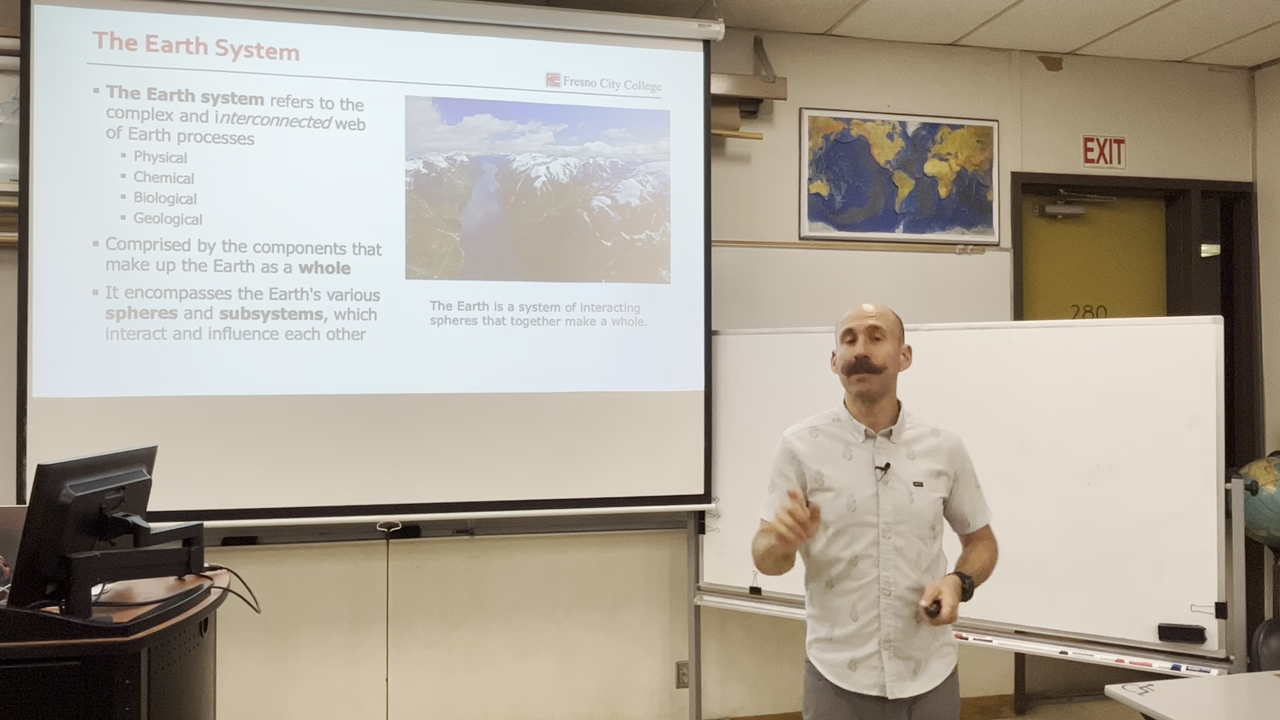 The Earth System
Fresno City College
The Earth system refers to the
complex and interconnected web
of Earth processes
Physical
Chemical
Biological
Geological
Comprised by the components that
make up the Earth as a whole
It encompasses the Earth's various
spheres and subsystems, which
interact and influence each other
The Earth is a system of interacting
spheres that together make a whole.
EXIT
280